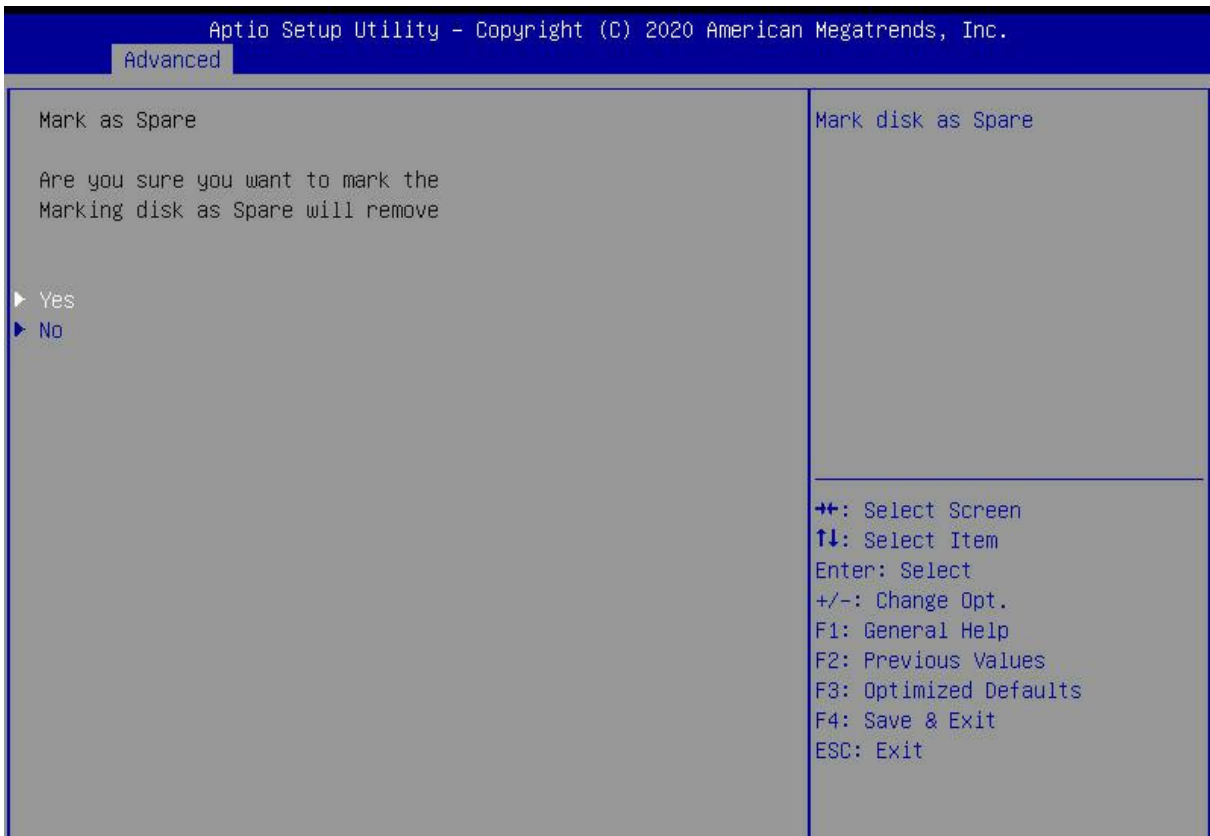 Aptio Setup Utility – Copyright (C) 2020 American Megatrends, Inc.
Advanced
Mark as Spare
Are you sure you want to mark the
Marking disk as Spare will remove
Yes
No
Mark disk as Spare
→←: Select Screen
↑↓: Select Item
Enter: Select
+/-: Change Opt.
F1: General Help
F2: Previous Values
F3: Optimized Defaults
F4: Save & Exit
ESC: Exit